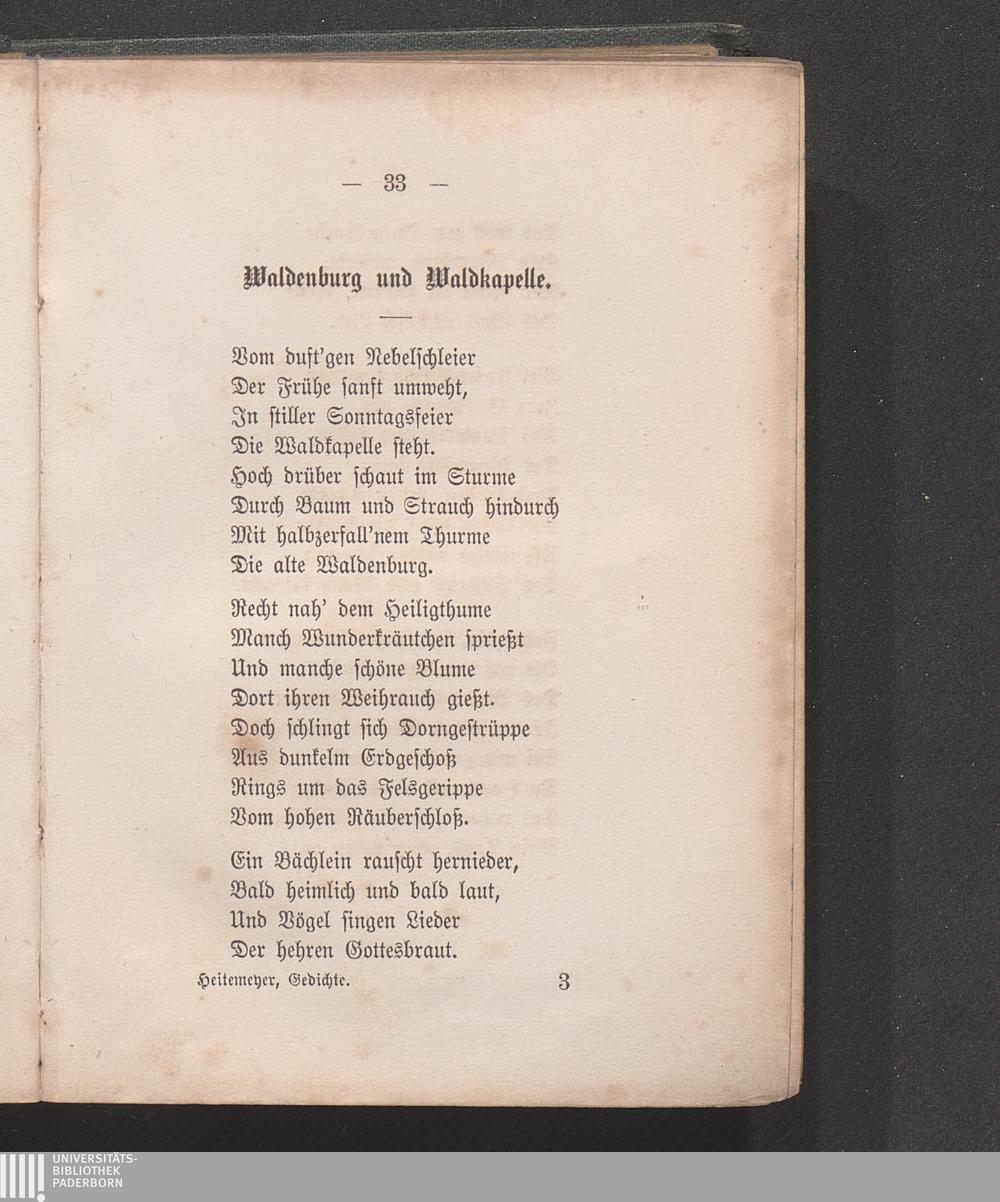 — 33 —
Waldenburg und Waldkapelle.
Vom duft'gen Nebelschleier
Der Frühe sanft umweht,
In stiller Sonntagsfeier
Die Waldkapelle steht.
Hoch drüber schaut im Sturme
Durch Baum und Strauch hindurch
Mit halbzerfall'nem Thurme
Die alte Waldenburg.
Recht nah' dem Heiligthume
Manch Wunderkräutchen sprießt
Und manche schöne Blume
Dort ihren Weihrauch gießt.
Doch schlingt sich Dorngestrüppe
Aus dunkelm Erdgeschoß
Rings um das Felsgerippe
Vom hohen Räuberschloß.
Ein Bächlein rauscht hernieder,
Bald heimlich und bald laut,
Und Vögel singen Lieder
Der hehren Gottesbraut.
Heitemeyer, Gedichte. 3
UNIVERSITÄTS-
BIBLIOTHEK
PADERBORN